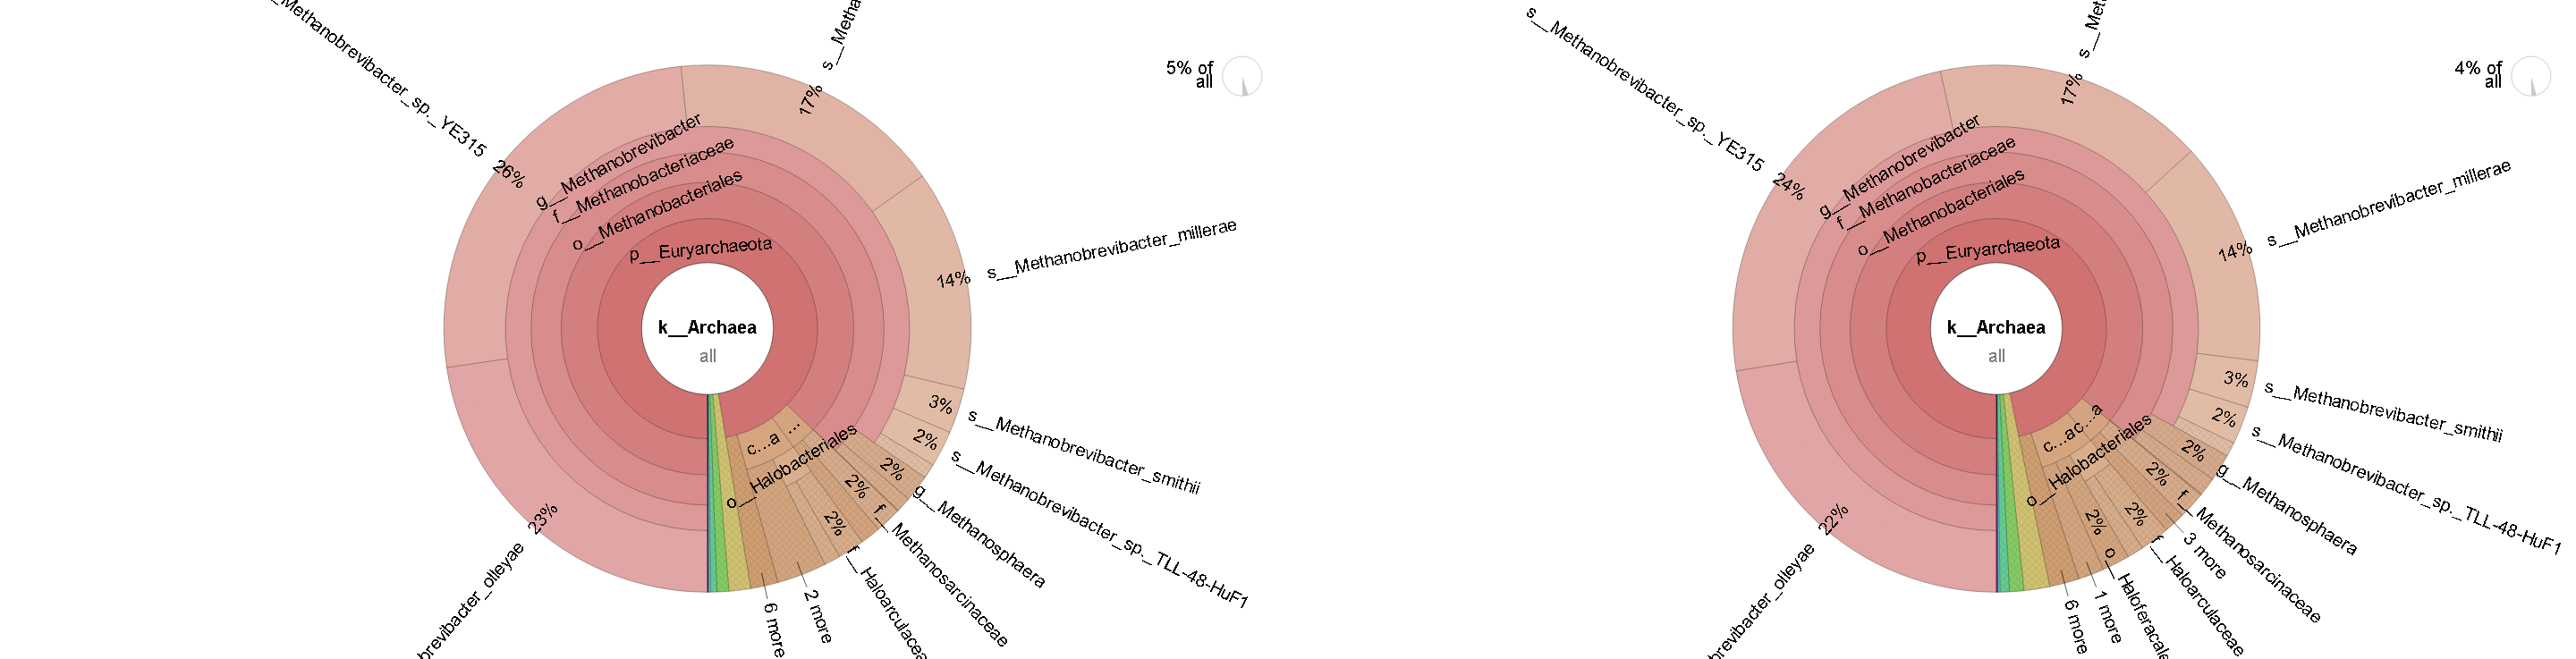 _Methanobrevibacter_sp._YE315
26%
s__Metha
17%
5% of
all
g__Methanobrevibacter
f__Methanobacteriaceae
o__Methanobacteriales
p__Euryarchaeota
k__Archaea
all
s__Methanobrevibacter_millerae
14%
3%
s__Methanobrevibacter_smithii
2%
s__Methanobrevibacter_sp._TLL-48-HuF1
2%
g__Methanosphaera
2%
f__Methanosarcinaceae
2%
f__Haloarculacea
c...a
...
o__Halobacteriales
2 more
6 more
23%
brevibacter_olleyae
s__Methanobrevibacter_sp._YE315
24%
s__Met
17%
4% of
all
g__Methanobrevibacter
f__Methanobacteriaceae
o__Methanobacteriales
p__Euryarchaeota
k__Archaea
all
s__Methanobrevibacter_millerae
14%
3%
s__Methanobrevibacter_smithii
2%
s__Methanobrevibacter_sp._TLL-48-HuF1
2%
g__Methanosphaera
2%
f__Methanosarcinaceae
3 more
2%
f__Haloarculaceae
2%
o__Haloferacale
c...a
c...a
o__Halobacteriales
1 more
6 more
22%
brevibacter_olleyae